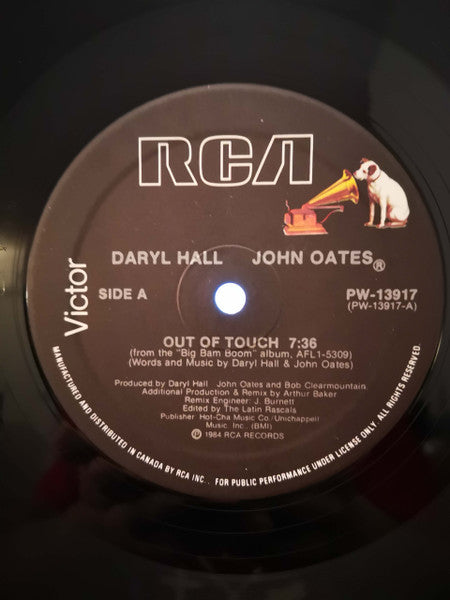 RCA
Victor
DARYL HALL JOHN OATES®
SIDE A
PW-13917
(PW-13917-A)
OUT OF TOUCH 7:36
(from the "Big Bam Boom" album, AFL1-5309)
(Words and Music by Daryl Hall & John Oates)
Produced by Daryl Hall John Oates and Bob Clearmountain.
Additional Production & Remix by Arthur Baker
Remix Engineer: J. Burnett
Edited by The Latin Rascals
Publisher Hot-Cha Music Co/Unichappell
Music Inc., (BMI)
℗ 1984 RCA RECORDS
MANUFACTURED AND DISTRIBUTED IN CANADA BY RCA INC., FOR PUBLIC PERFORMANCE UNDER LICENSE ONLY. ALL RIGHTS RESERVED.